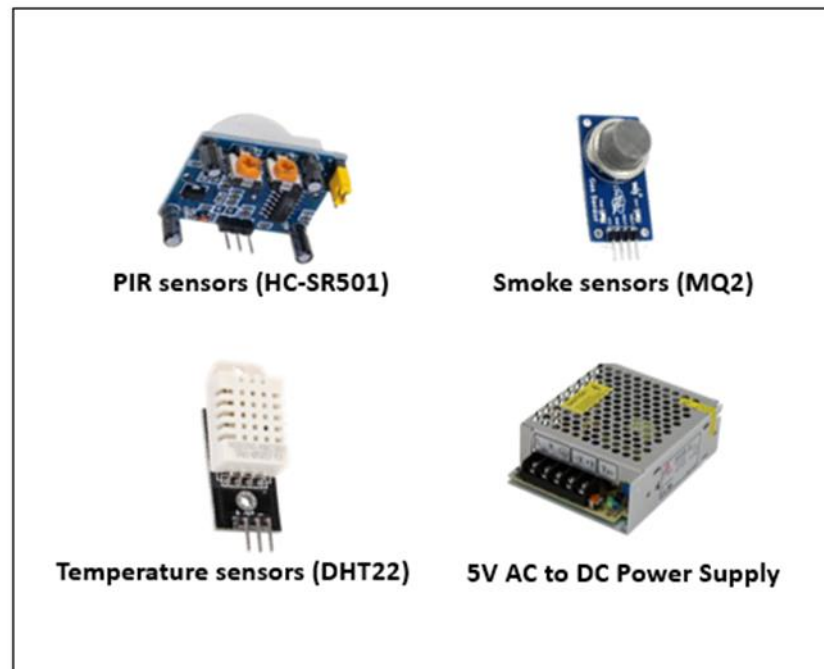 PIR sensors (HC-SR501)
Smoke sensors (MQ2)
Temperature sensors (DHT22)
5V AC to DC Power Supply